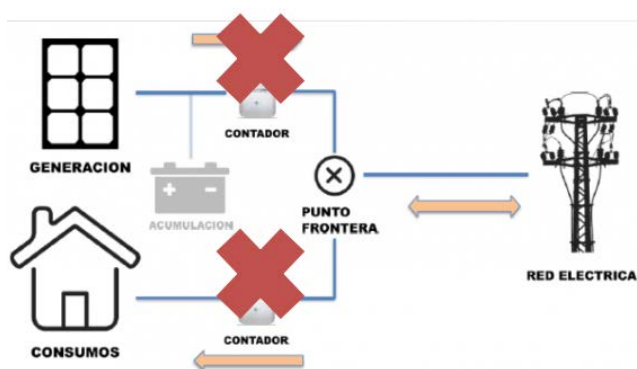 GENERACION
CONTADOR
ACUMULACION
PUNTO
FRONTERA
RED ELECTRICA
CONSUMOS
CONTADOR